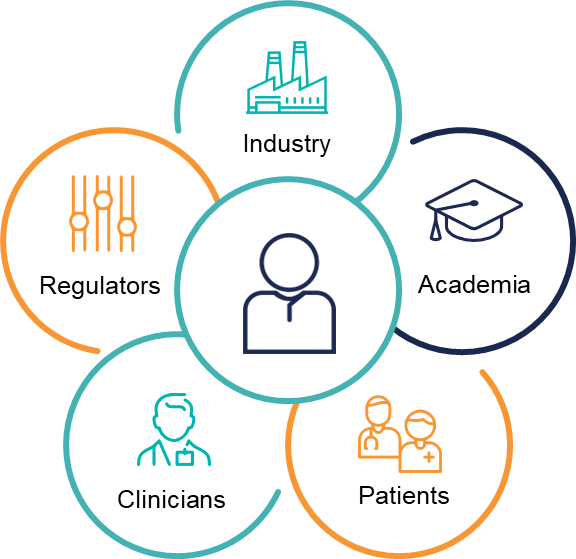 Industry
Regulators
Academia
Clinicians
Patients